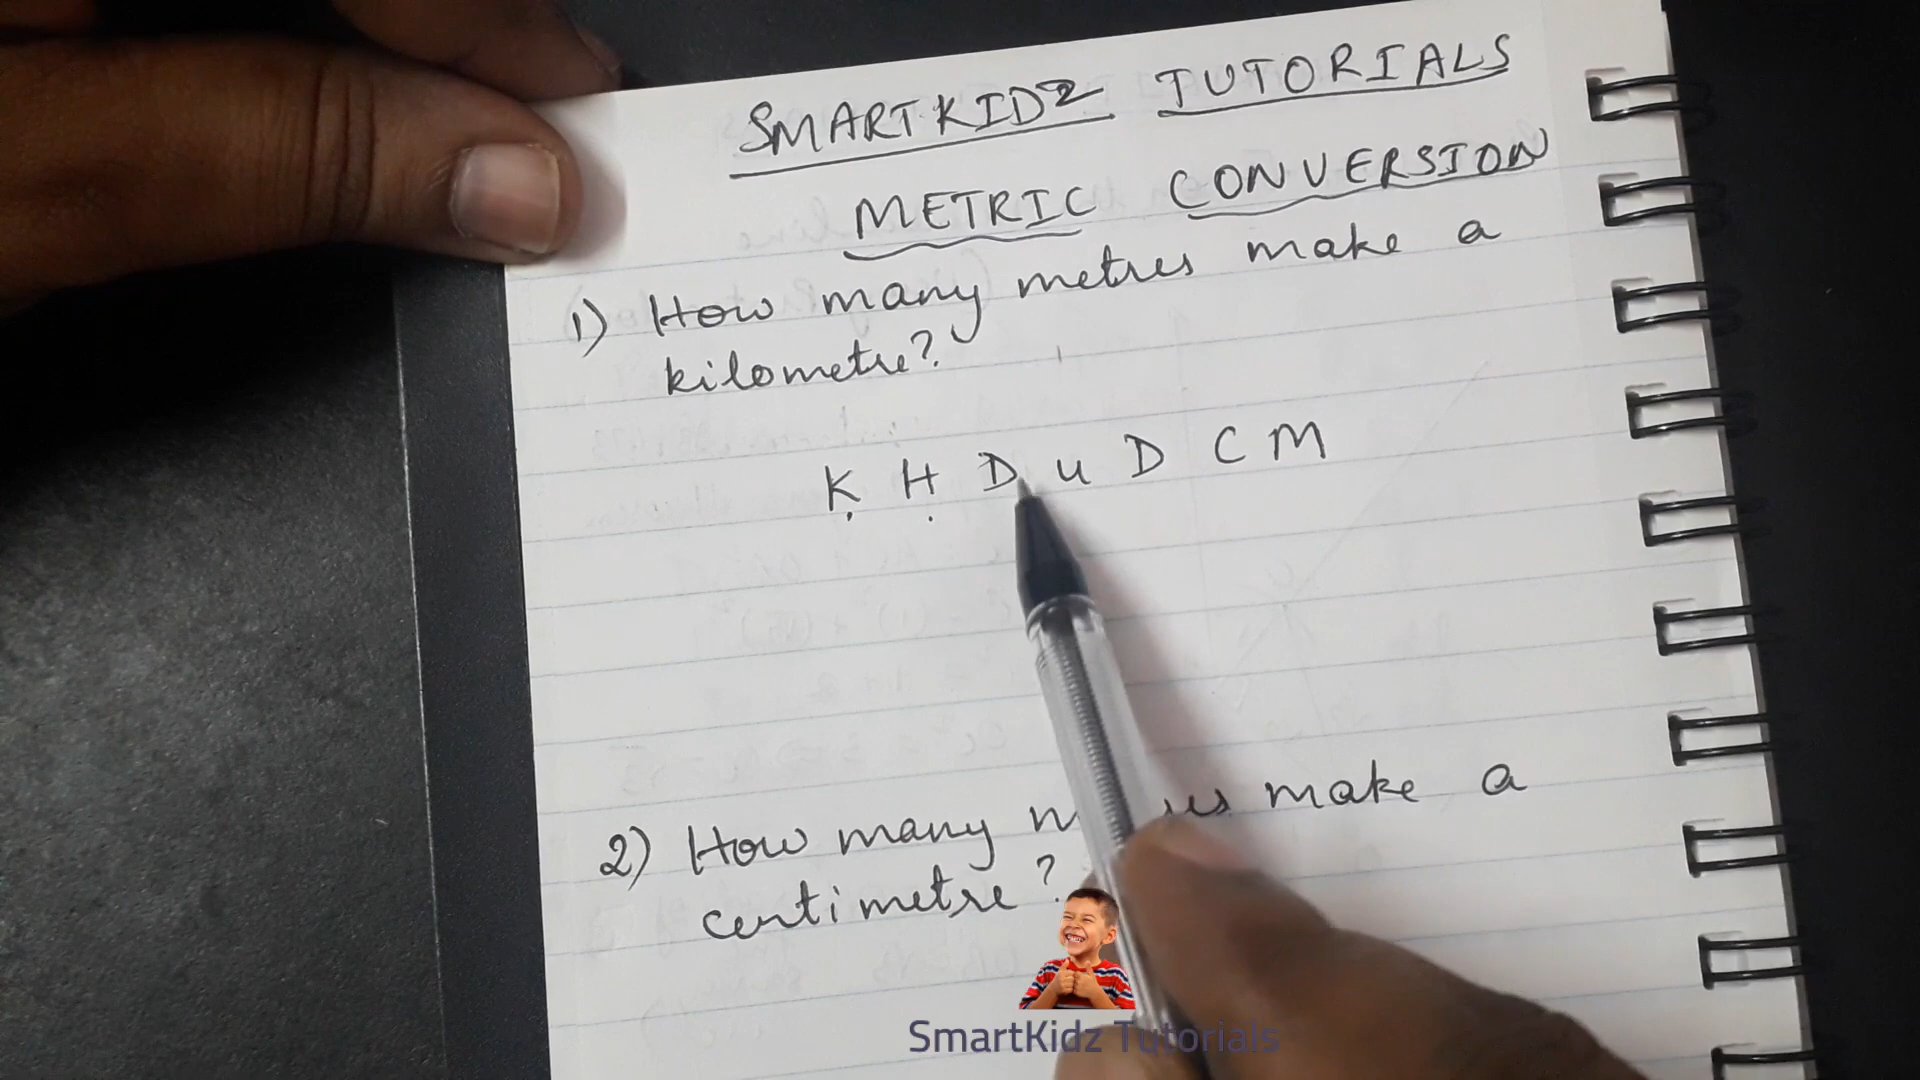 SMARTKIDZ TUTORIALS
METRIC CONVERSION
1) How many metres make a
kilometre?
K H D U D C M
2) How many make a
centimetre?
SmartKidz Tutorials